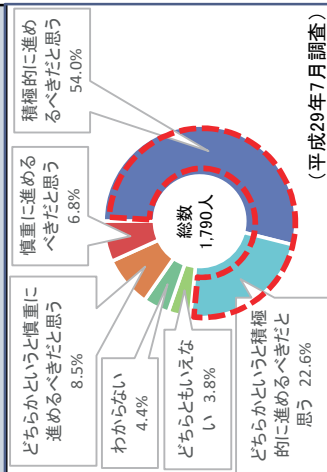 積極的に進め
るべきだと思う
54.0%
慎重に進める
べきだと思う
6.8%
どちらかというと慎重に
進めるべきだと思う
8.5%
わからない
4.4%
どちらともいえな
い 3.8%
どちらかというと積極
的に進めるべきだと
思う 22.6%
総数
1,790人
(平成29年7月調査)